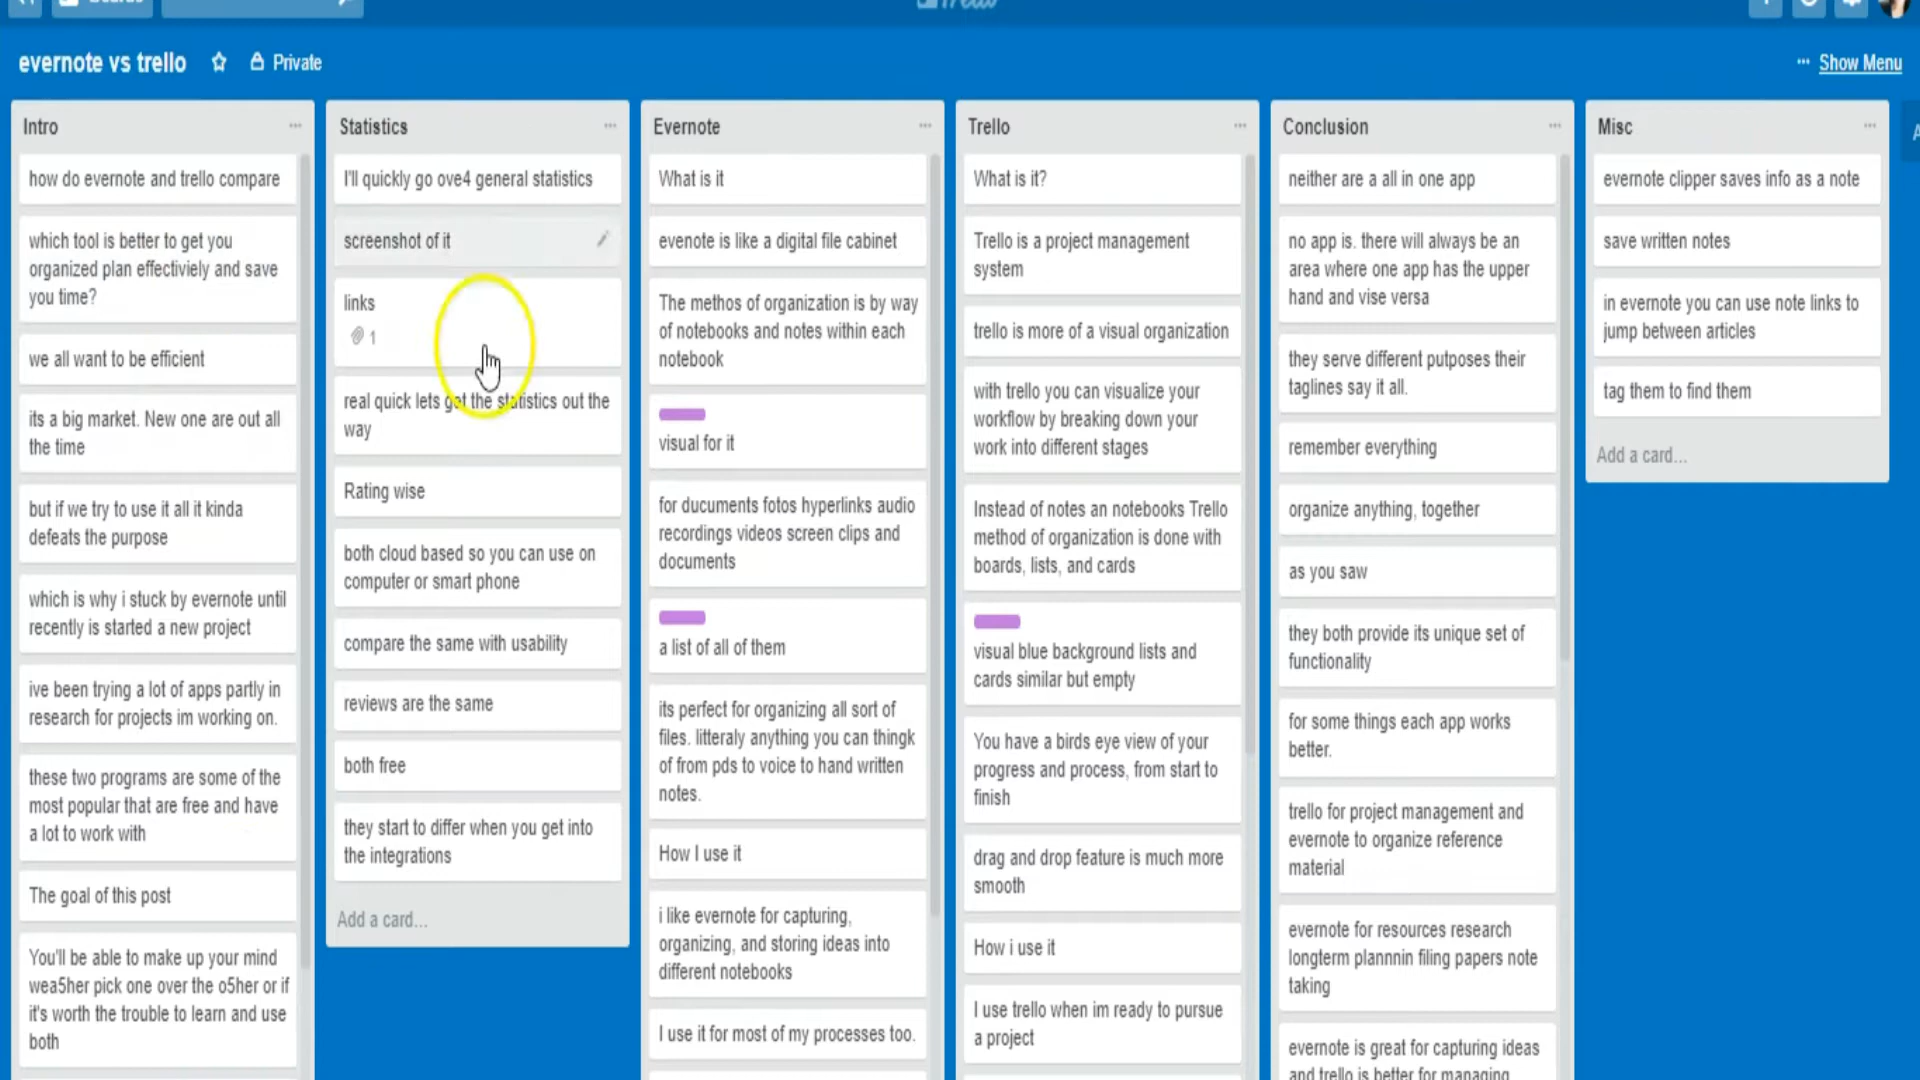 evernote vs trello
Private
Show Menu
Intro
how do evernote and trello compare
which tool is better to get you
organized plan effectiviely and save
you time?
we all want to be efficient
its a big market. New one are out all
the time
but if we try to use it all it kinda
defeats the purpose
which is why i stuck by evernote until
recently is started a new project
ive been trying a lot of apps partly in
research for projects im working on.
these two programs are some of the
most popular that are free and have
a lot to work with
The goal of this post
You'll be able to make up your mind
wea5her pick one over the o5her or if
it's worth the trouble to learn and use
both
Statistics
I'll quickly go ove4 general statistics
screenshot of it
links
1
real quick lets get the statistics out the
way
Rating wise
both cloud based so you can use on
computer or smart phone
compare the same with usability
reviews are the same
both free
they start to differ when you get into
the integrations
Add a card...
Evernote
What is it
evenote is like a digital file cabinet
The methos of organization is by way
of notebooks and notes within each
notebook
visual for it
for ducuments fotos hyperlinks audio
recordings videos screen clips and
documents
a list of all of them
its perfect for organizing all sort of
files. litteraly anything you can thingk
of from pds to voice to hand written
notes.
How I use it
i like evernote for capturing,
organizing, and storing ideas into
different notebooks
I use it for most of my processes too.
Trello
What is it?
Trello is a project management
system
trello is more of a visual organization
with trello you can visualize your
workflow by breaking down your
work into different stages
Instead of notes an notebooks Trello
method of organization is done with
boards, lists, and cards
visual blue background lists and
cards similar but empty
You have a birds eye view of your
progress and process, from start to
finish
drag and drop feature is much more
smooth
How i use it
I use trello when im ready to pursue
a project
Conclusion
neither are a all in one app
no app is. there will always be an
area where one app has the upper
hand and vise versa
they serve different putposes their
taglines say it all.
remember everything
organize anything, together
as you saw
they both provide its unique set of
functionality
for some things each app works
better.
trello for project management and
evernote to organize reference
material
evernote for resources research
longterm plannnin filing papers note
taking
evernote is great for capturing ideas
and trello is better for managing
Misc
evernote clipper saves info as a note
save written notes
in evernote you can use note links to
jump between articles
tag them to find them
Add a card...